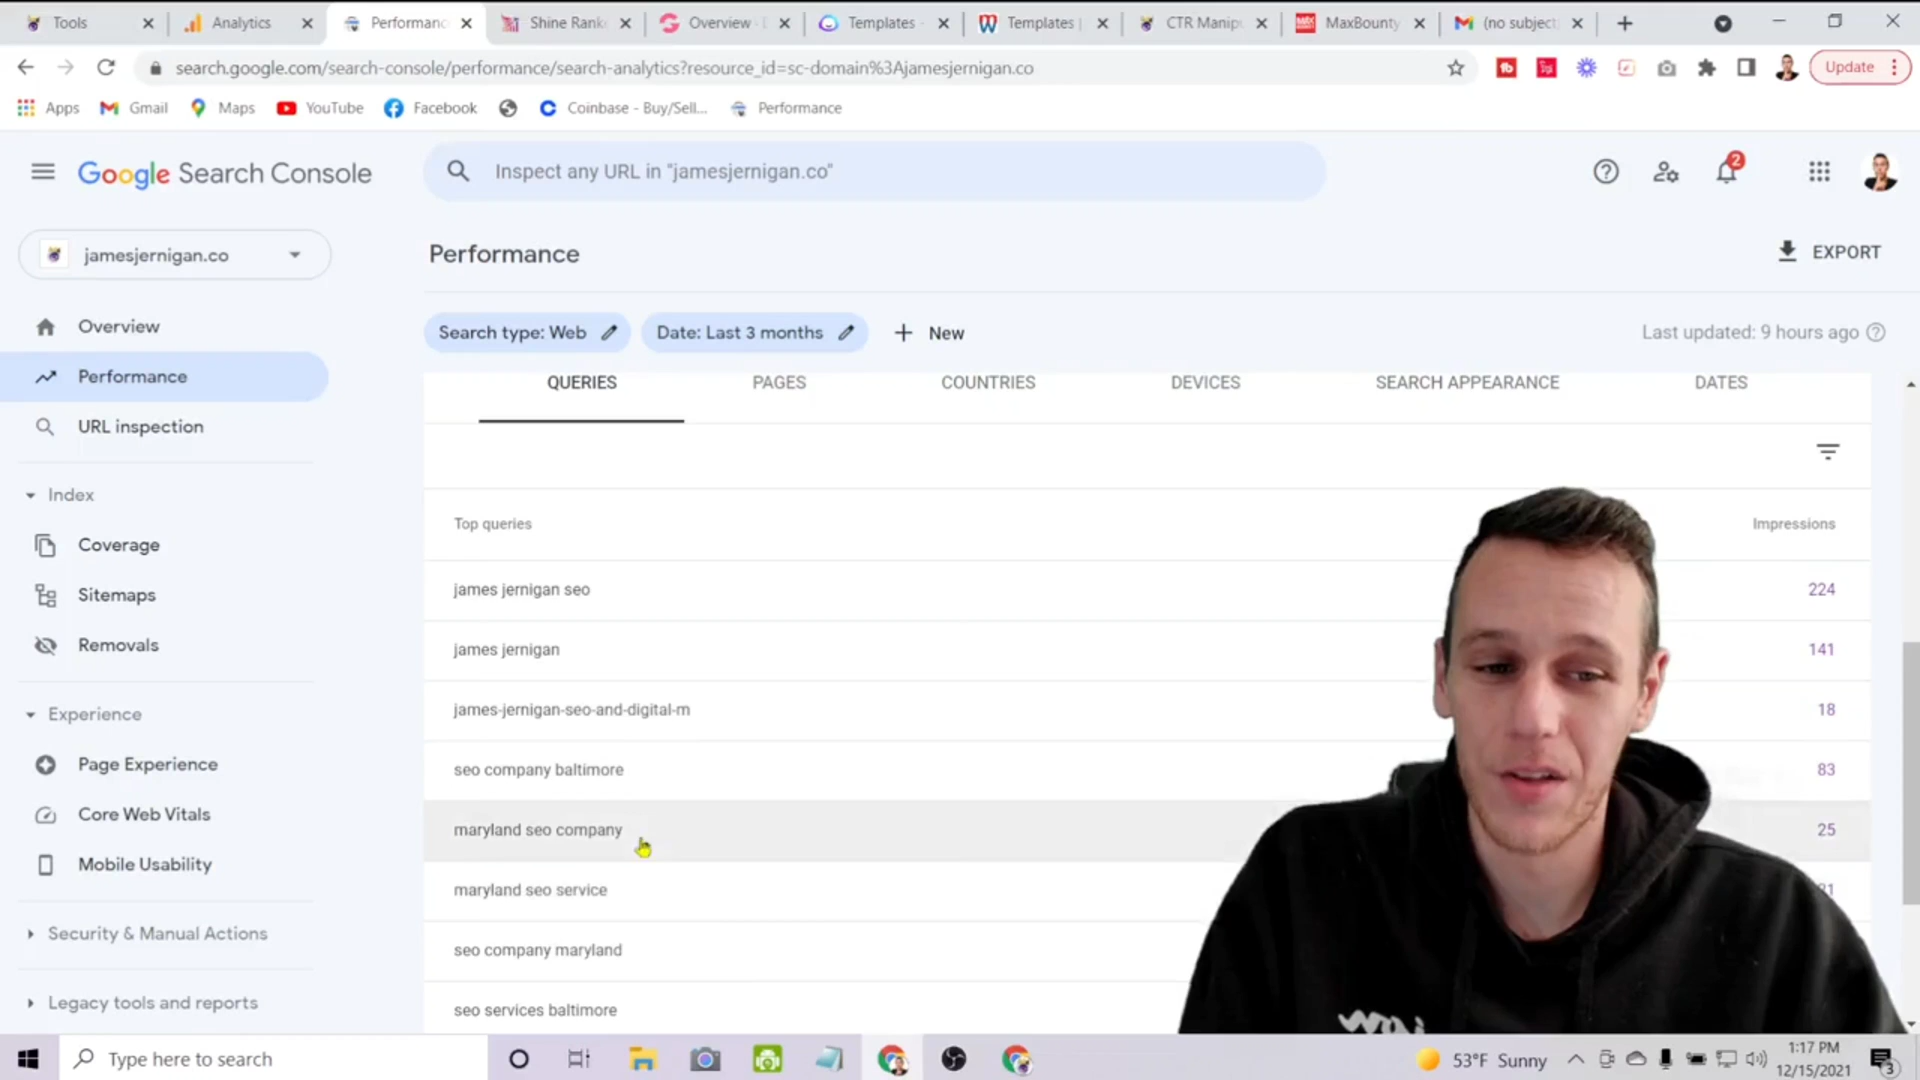 Tools
Analytics
Performanc
Shine Rank
Overview -
Templates -
Templates |
CTR Manip
MaxBounty
(no subject
search.google.com/search-console/performance/search-analytics?resource_id=sc-domain%3Ajamesjernigan.co
Update
Apps
Gmail
Maps
YouTube
Facebook
Coinbase - Buy/Sell...
Performance
Google Search Console
Inspect any URL in "jamesjernigan.co"
2
jamesjernigan.co
Performance
EXPORT
Overview
Search type: Web
Date: Last 3 months
New
Last updated: 9 hours ago
Performance
QUERIES
PAGES
COUNTRIES
DEVICES
SEARCH APPEARANCE
DATES
URL inspection
Index
Top queries
Impressions
Coverage
james jernigan seo
224
Sitemaps
james jernigan
141
Removals
james-jernigan-seo-and-digital-m
18
Experience
seo company baltimore
83
Page Experience
Core Web Vitals
maryland seo company
25
Mobile Usability
maryland seo service
Security & Manual Actions
seo company maryland
Legacy tools and reports
seo services baltimore
Type here to search
53°F Sunny
1:17 PM
12/15/2021
3